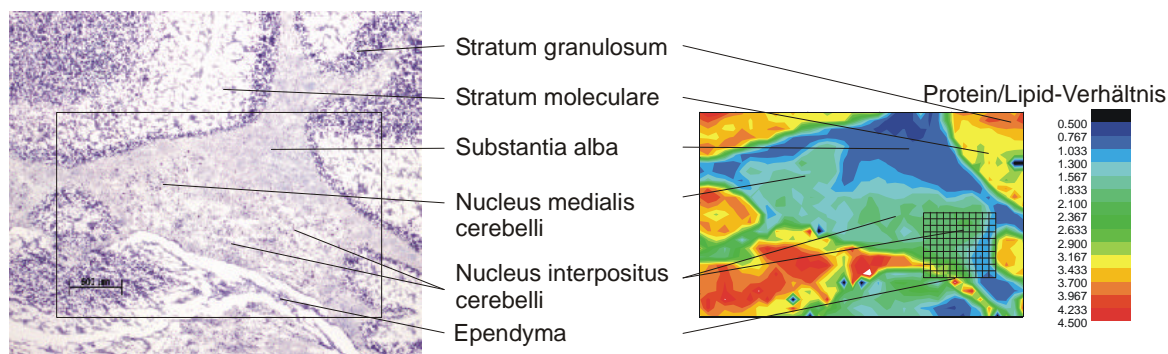 Stratum granulosum
Stratum moleculare
Substantia alba
Nucleus medialis
cerebelli
Nucleus interpositus
cerebelli
Ependyma
Protein/Lipid-Verhältnis
0.500
0.767
1.033
1.300
1.567
1.833
2.100
2.367
2.633
2.900
3.167
3.433
3.700
3.967
4.233
4.500